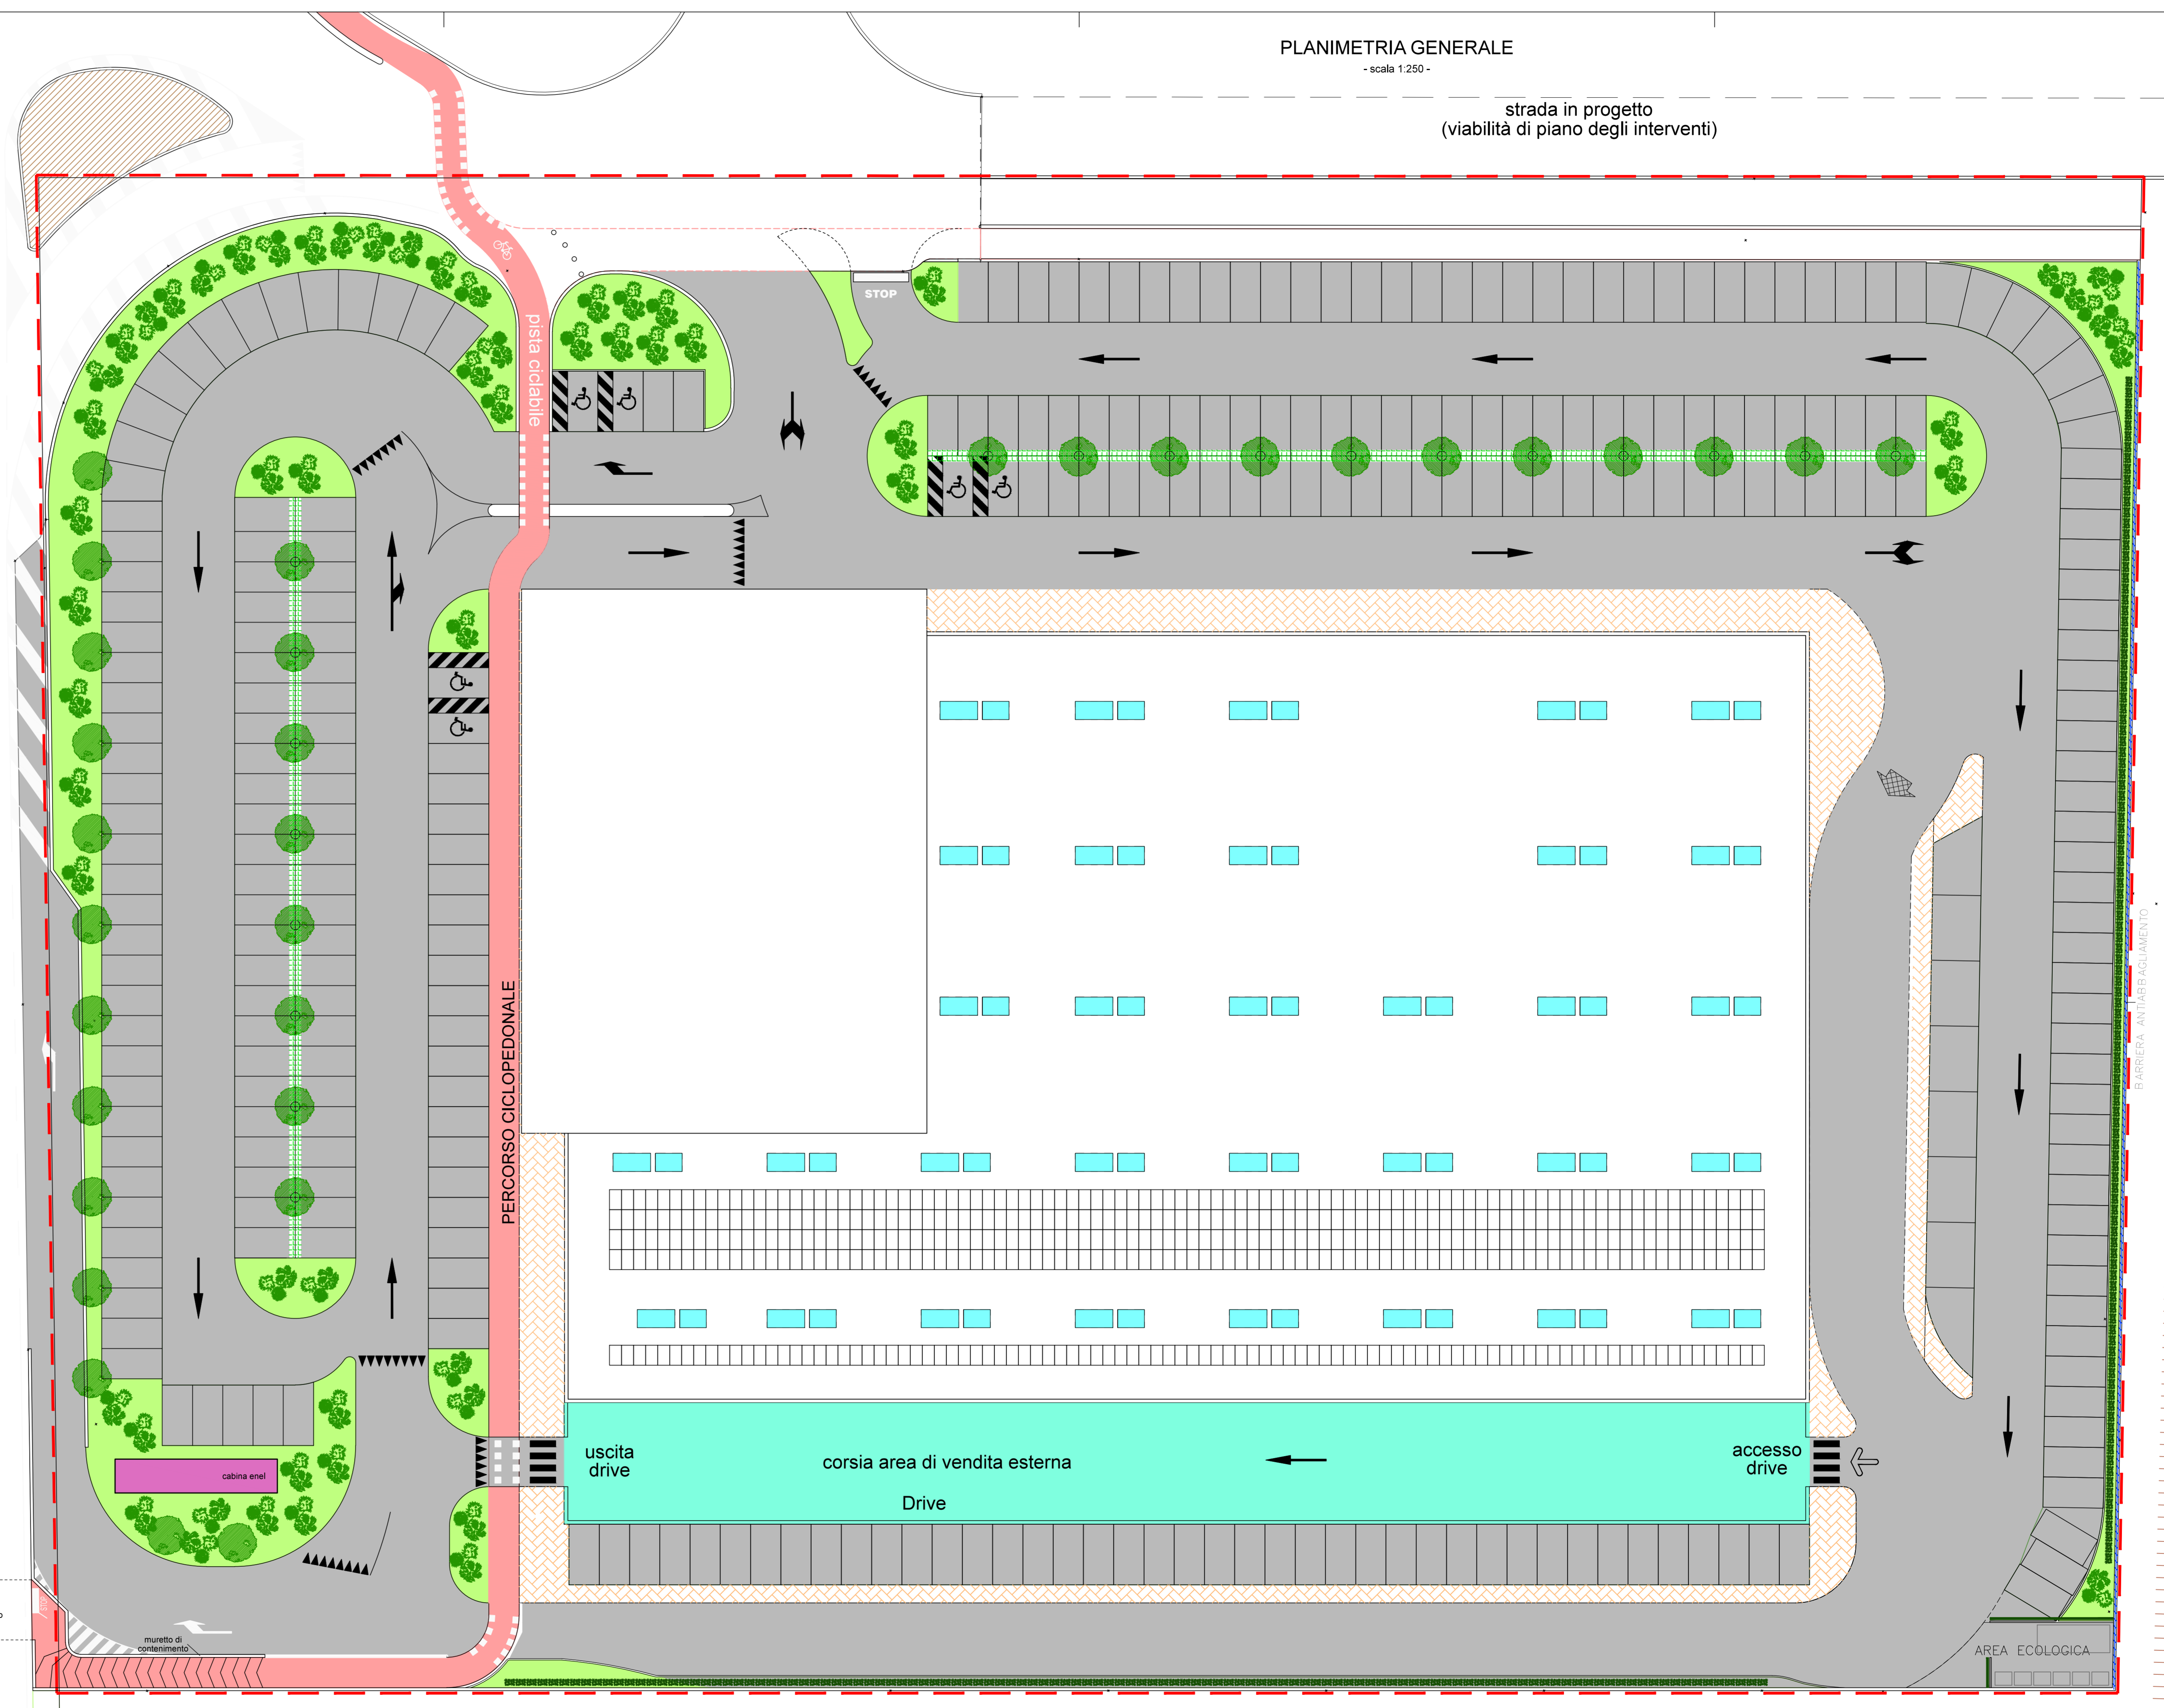 PLANIMETRIA GENERALE
- scala 1:250 -
strada in progetto
(viabilità di piano degli interventi)
STOP
pista ciclabile
PERCORSO CICLOPEDONALE
BARRIERA ANTIABBAGLIAMENTO
uscita
drive
corsia area di vendita esterna
Drive
accesso
drive
cabina enel
muretto di
contenimento
AREA ECOLOGICA